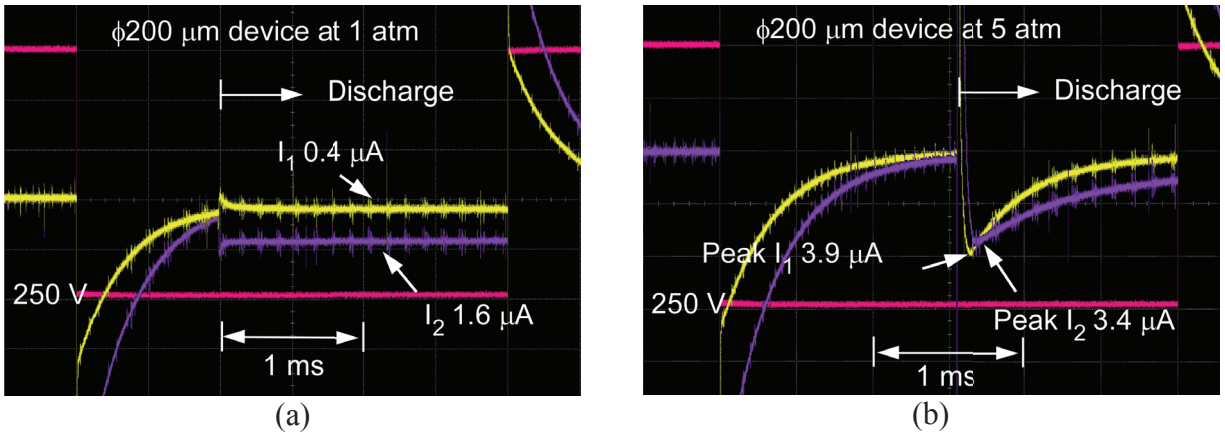 ϕ200 μm device at 1 atm
Discharge
I₁ 0.4 μA
250 V
I₂ 1.6 μA
1 ms
(a)
ϕ200 μm device at 5 atm
Discharge
Peak I₁ 3.9 μA
250 V
Peak I₂ 3.4 μA
1 ms
(b)